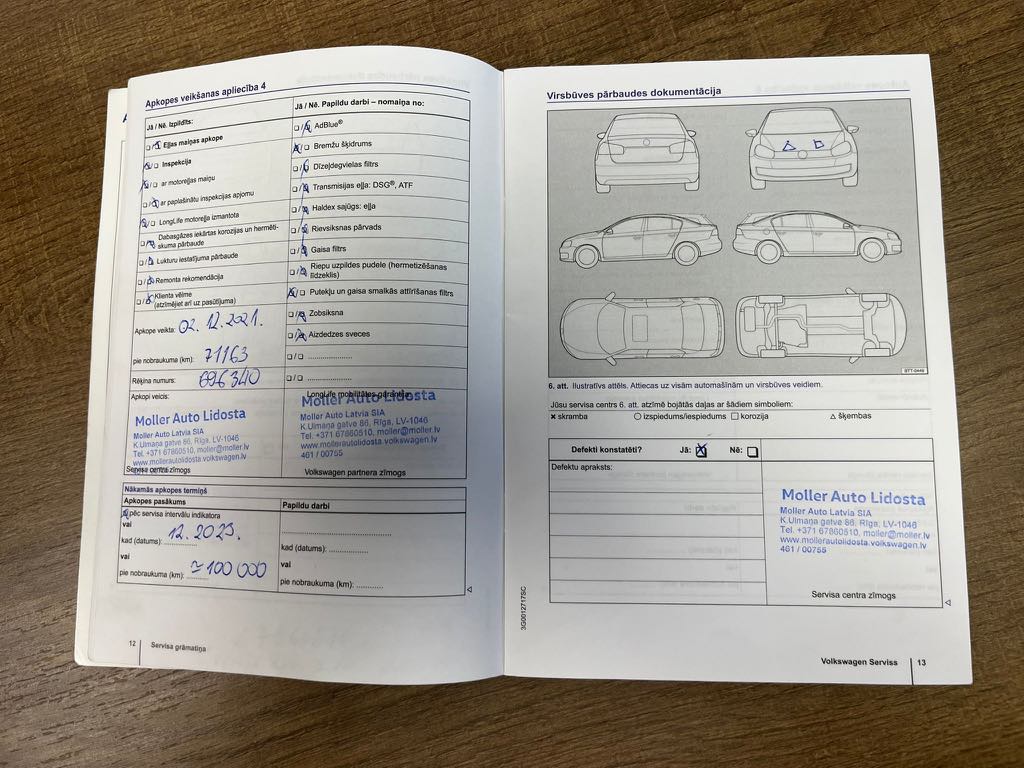 Apkopes veikšanas apliecība 4
Jā / Nē. Izpildīts:
Eļļas maiņas apkope
Inspekcija
ar motoreļļas maiņu
ar paplašinātu inspekcijas apjomu
LongLife motoreļļa izmantota
Dabasgāzes iekārtas korozijas un hermēti-
skuma pārbaude
Lukturu iestatījuma pārbaude
Remonta rekomendācija
Klienta vēlme
(atzīmējiet arī uz pasūtījuma)
Apkope veikta: 02.12.2021.
pie nobraukuma (km): 71163
Rēķina numurs: 696340
Apkopi veicis:
Moller Auto Lidosta
Moller Auto Latvia SIA
K.Ulmaņa gatve 86, Rīga, LV-1046
Tel. +371 67860510, moller@moller.lv
www.mollerautolidosta.volkswagen.lv
Servisa centra zīmogs
Jā / Nē. Papildu darbi – nomaiņa no:
AdBlue®
Bremžu šķidrums
Dīzeļdegvielas filtrs
Transmisijas eļļa: DSG®, ATF
Haldex sajūgs: eļļa
Rievsiksnas pārvads
Gaisa filtrs
Riepu uzpildes pudele (hermetizēšanas
līdzeklis)
Putekļu un gaisa smalkās attīrīšanas filtrs
Zobsiksna
Aizdedzes sveces
LongLife mobilitātes garantija
Moller Auto Lidosta
Moller Auto Latvia SIA
K.Ulmaņa gatve 86, Rīga, LV-1046
Tel. +371 67860510, moller@moller.lv
www.mollerautolidosta.volkswagen.lv
461 / 00755
Volkswagen partnera zīmogs
Nākamās apkopes termiņš
Apkopes pasākums
pēc servisa intervālu indikatora
vai
kad (datums): 12.2023.
vai
pie nobraukuma (km): ≈100 000
Papildu darbi
kad (datums):
vai
pie nobraukuma (km):
12 Servisa grāmatiņa
Virsbūves pārbaudes dokumentācija
BTT-0449
6. att. Ilustratīvs attēls. Attiecas uz visām automašīnām un virsbūves veidiem.
Jūsu servisa centrs 6. att. atzīmē bojātās daļas ar šādiem simboliem:
× skramba ○ izspiedums/iespiedums □ korozija △ šķembas
Defekti konstatēti? Jā: Nē:
Defektu apraksts:
Moller Auto Lidosta
Moller Auto Latvia SIA
K.Ulmaņa gatve 86, Rīga, LV-1046
Tel. +371 67860510, moller@moller.lv
www.mollerautolidosta.volkswagen.lv
461 / 00755
Servisa centra zīmogs
3G0012717SC
Volkswagen Serviss 13